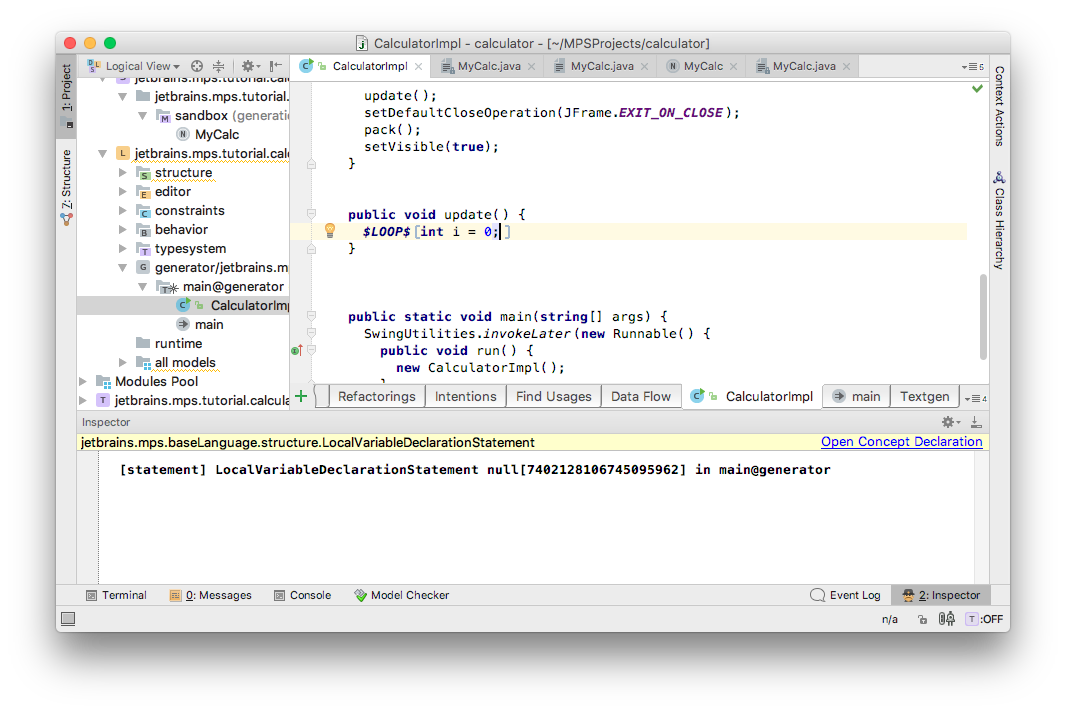 CalculatorImpl - calculator - [~/MPSProjects/calculator]
1: Project
Z: Structure
Logical View
CalculatorImpl
MyCalc.java
MyCalc.java
MyCalc
MyCalc.java
5
jetbrains.mps.tutorial.cal
jetbrains.mps.tutorial.
sandbox (generati
MyCalc
jetbrains.mps.tutorial.cal
structure
editor
constraints
behavior
typesystem
generator/jetbrains.m
main@generator
CalculatorImp
main
runtime
all models
Modules Pool
jetbrains.mps.tutorial.calcula
update();
setDefaultCloseOperation(JFrame.EXIT_ON_CLOSE);
pack();
setVisible(true);
}
public void update() {
$LOOP$[int i = 0;]
}
public static void main(string[] args) {
SwingUtilities.invokeLater(new Runnable() {
public void run() {
new CalculatorImpl();
Context Actions
Class Hierarchy
Refactorings
Intentions
Find Usages
Data Flow
CalculatorImpl
main
Textgen
4
Inspector
jetbrains.mps.baseLanguage.structure.LocalVariableDeclarationStatement
Open Concept Declaration
[statement] LocalVariableDeclarationStatement null[7402128106745095962] in main@generator
Terminal
0: Messages
Console
Model Checker
Event Log
2: Inspector
n/a
T :OFF